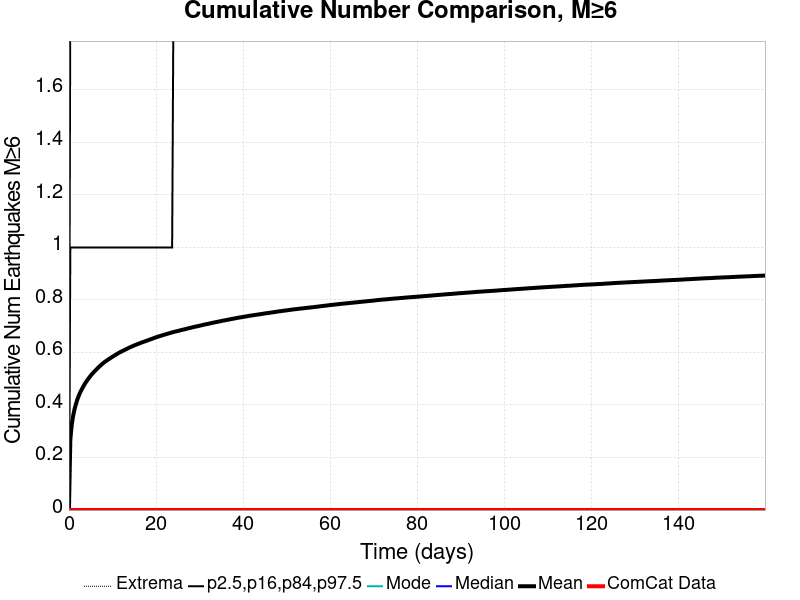 Cumulative Number Comparison, M≥6
Cumulative Num Earthquakes M≥6
1.6
1.4
1.2
1
0.8
0.6
0.4
0.2
0
0 20 40 60 80 100 120 140
Time (days)
Extrema p2.5,p16,p84,p97.5 Mode Median Mean ComCat Data